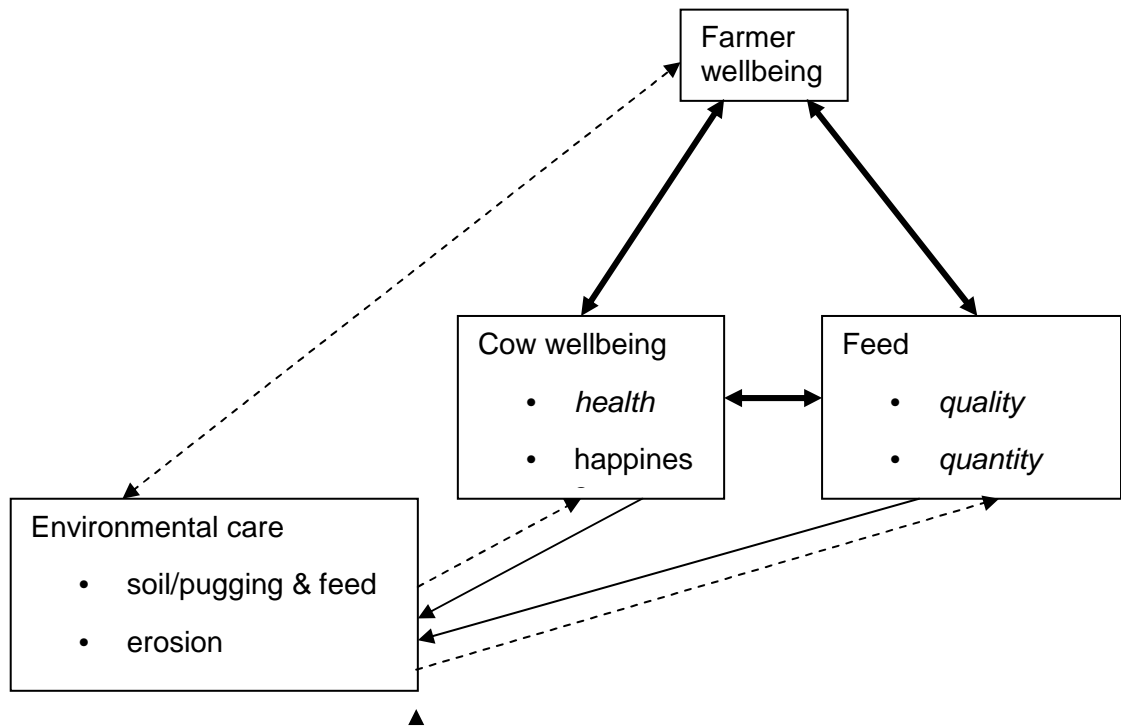 Farmer
wellbeing
Cow wellbeing
• health
• happines
Feed
• quality
• quantity
Environmental care
• soil/pugging & feed
• erosion